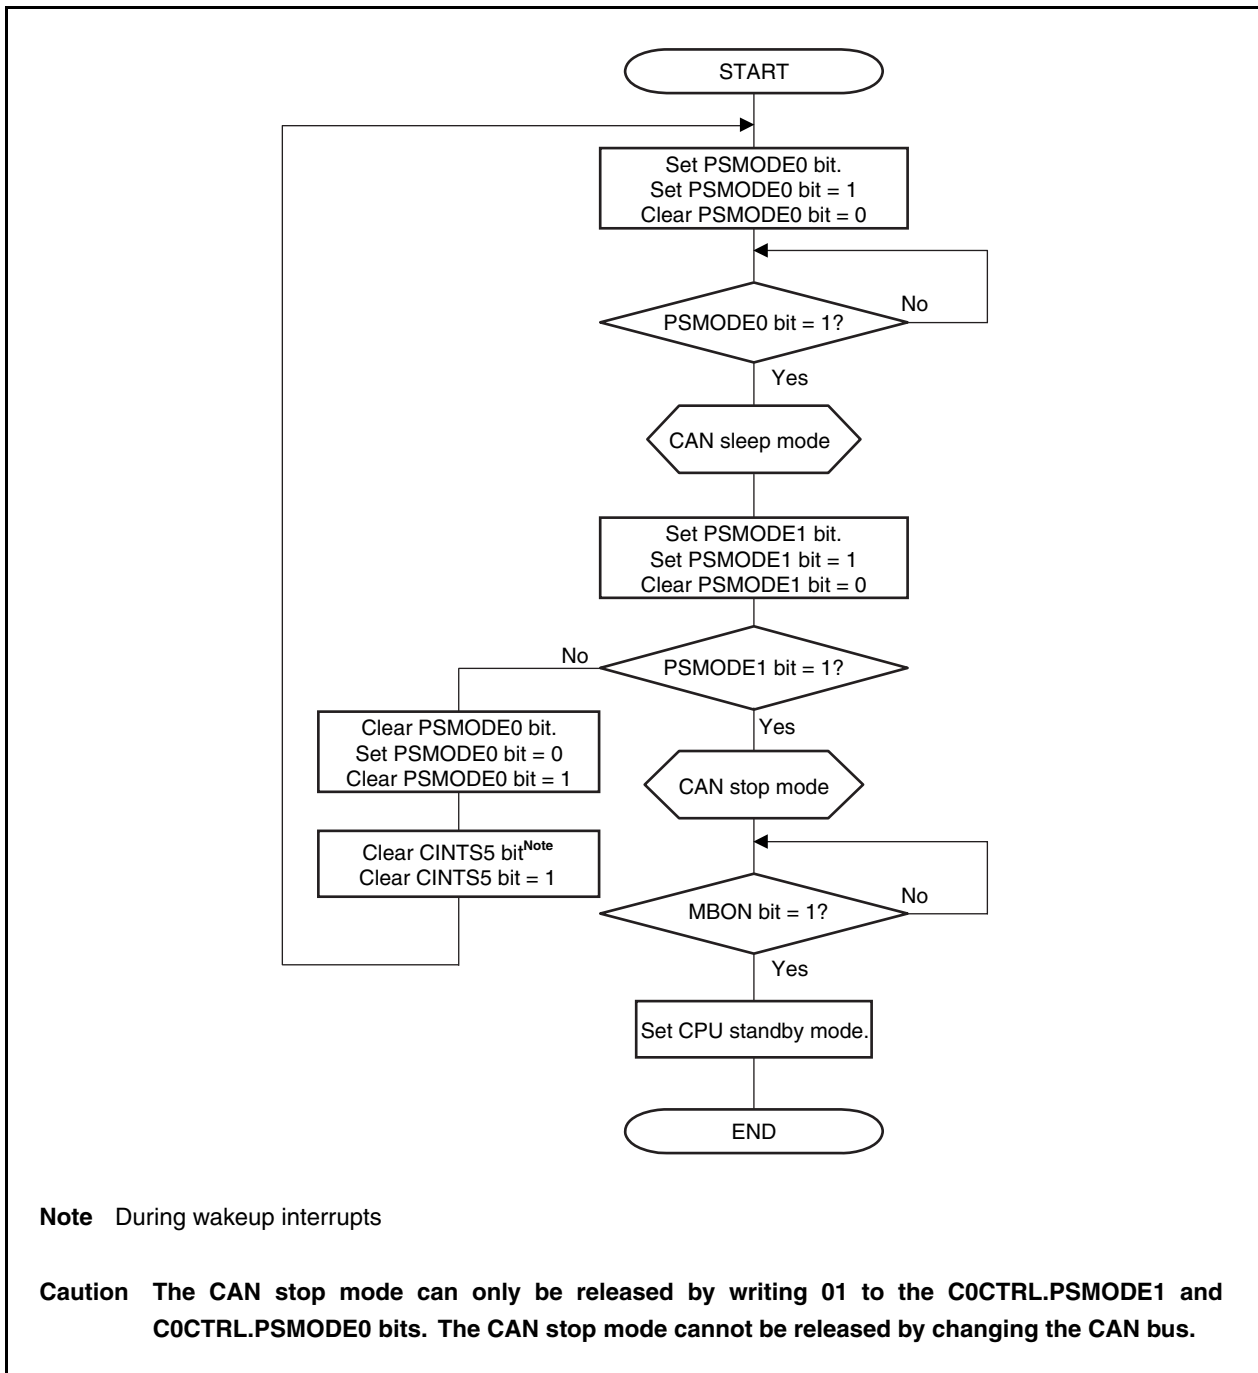 START
Set PSMODE0 bit.
Set PSMODE0 bit = 1
Clear PSMODE0 bit = 0
No
PSMODE0 bit = 1?
Yes
CAN sleep mode
Set PSMODE1 bit.
Set PSMODE1 bit = 1
Clear PSMODE1 bit = 0
No
PSMODE1 bit = 1?
Yes
Clear PSMODE0 bit.
Set PSMODE0 bit = 0
Clear PSMODE0 bit = 1
CAN stop mode
Clear CINTS5 bitNote
Clear CINTS5 bit = 1
No
MBON bit = 1?
Yes
Set CPU standby mode.
END
Note During wakeup interrupts
Caution The CAN stop mode can only be released by writing 01 to the C0CTRL.PSMODE1 and
C0CTRL.PSMODE0 bits. The CAN stop mode cannot be released by changing the CAN bus.